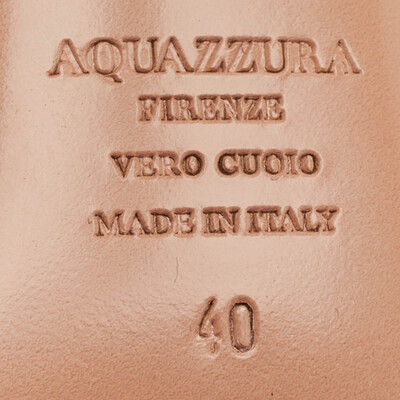 AQUAZZURA
FIRENZE
VERO CUOIO
MADE IN ITALY
40